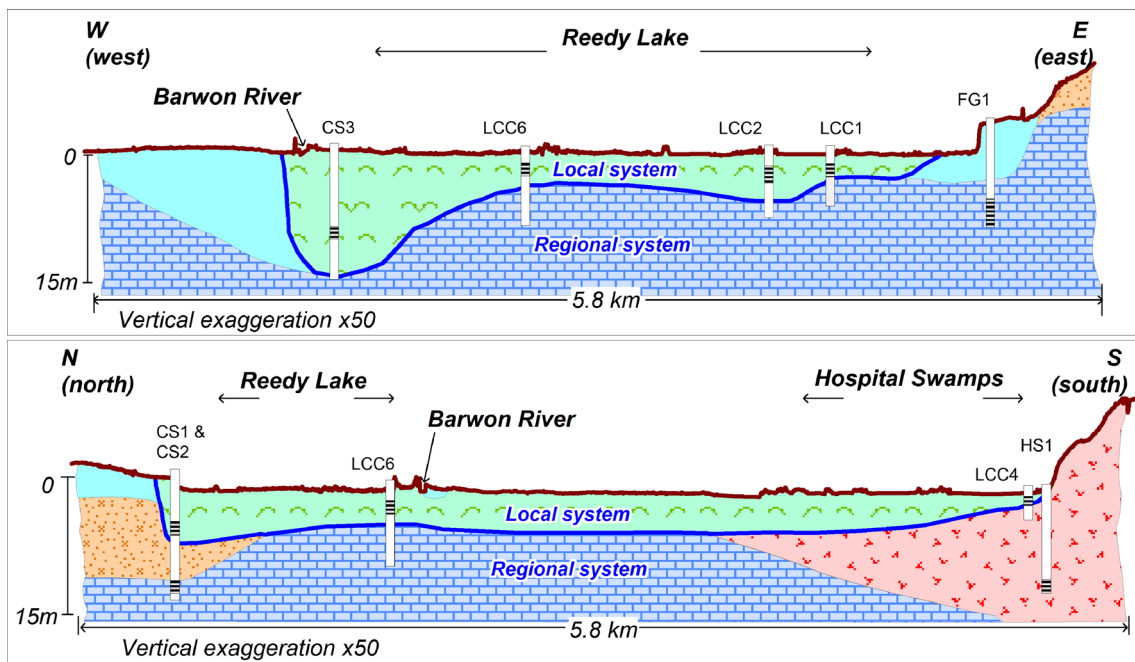 W
(west)
Reedy Lake
E
(east)
Barwon River
CS3
LCC6
LCC2
LCC1
FG1
0
Local system
Regional system
15m
5.8 km
Vertical exaggeration x50
N
(north)
Reedy Lake
Hospital Swamps
S
(south)
Barwon River
CS1 &
CS2
LCC6
LCC4
HS1
0
Local system
Regional system
15m
5.8 km
Vertical exaggeration x50